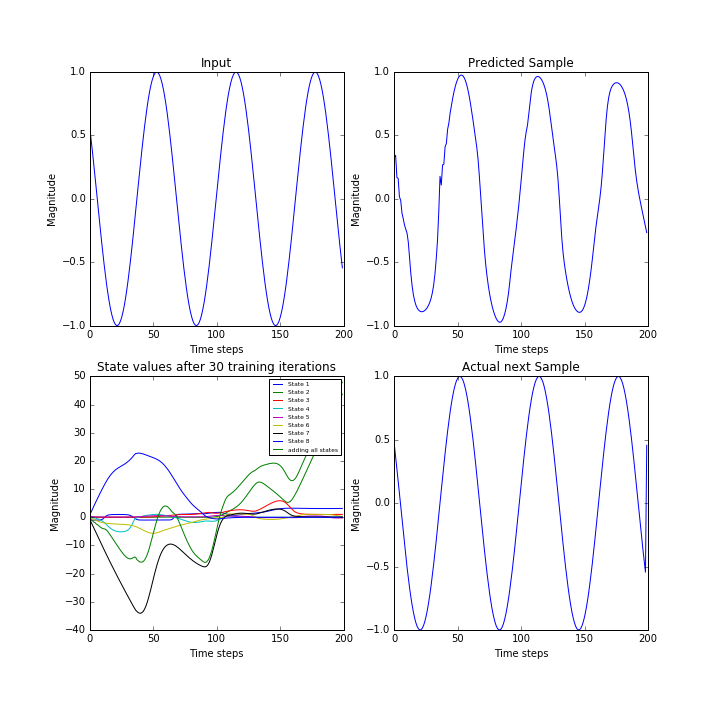 Input
Predicted Sample
1.0
0.5
0.0
−0.5
−1.0
Magnitude
0
50
100
150
200
Time steps
1.0
0.5
0.0
−0.5
−1.0
Magnitude
0
50
100
150
200
Time steps
State values after 30 training iterations
Actual next Sample
50
40
30
20
10
0
−10
−20
−30
−40
Magnitude
State 1
State 2
State 3
State 4
State 5
State 6
State 7
State 8
adding all states
0
50
100
150
200
Time steps
1.0
0.5
0.0
−0.5
−1.0
Magnitude
0
50
100
150
200
Time steps